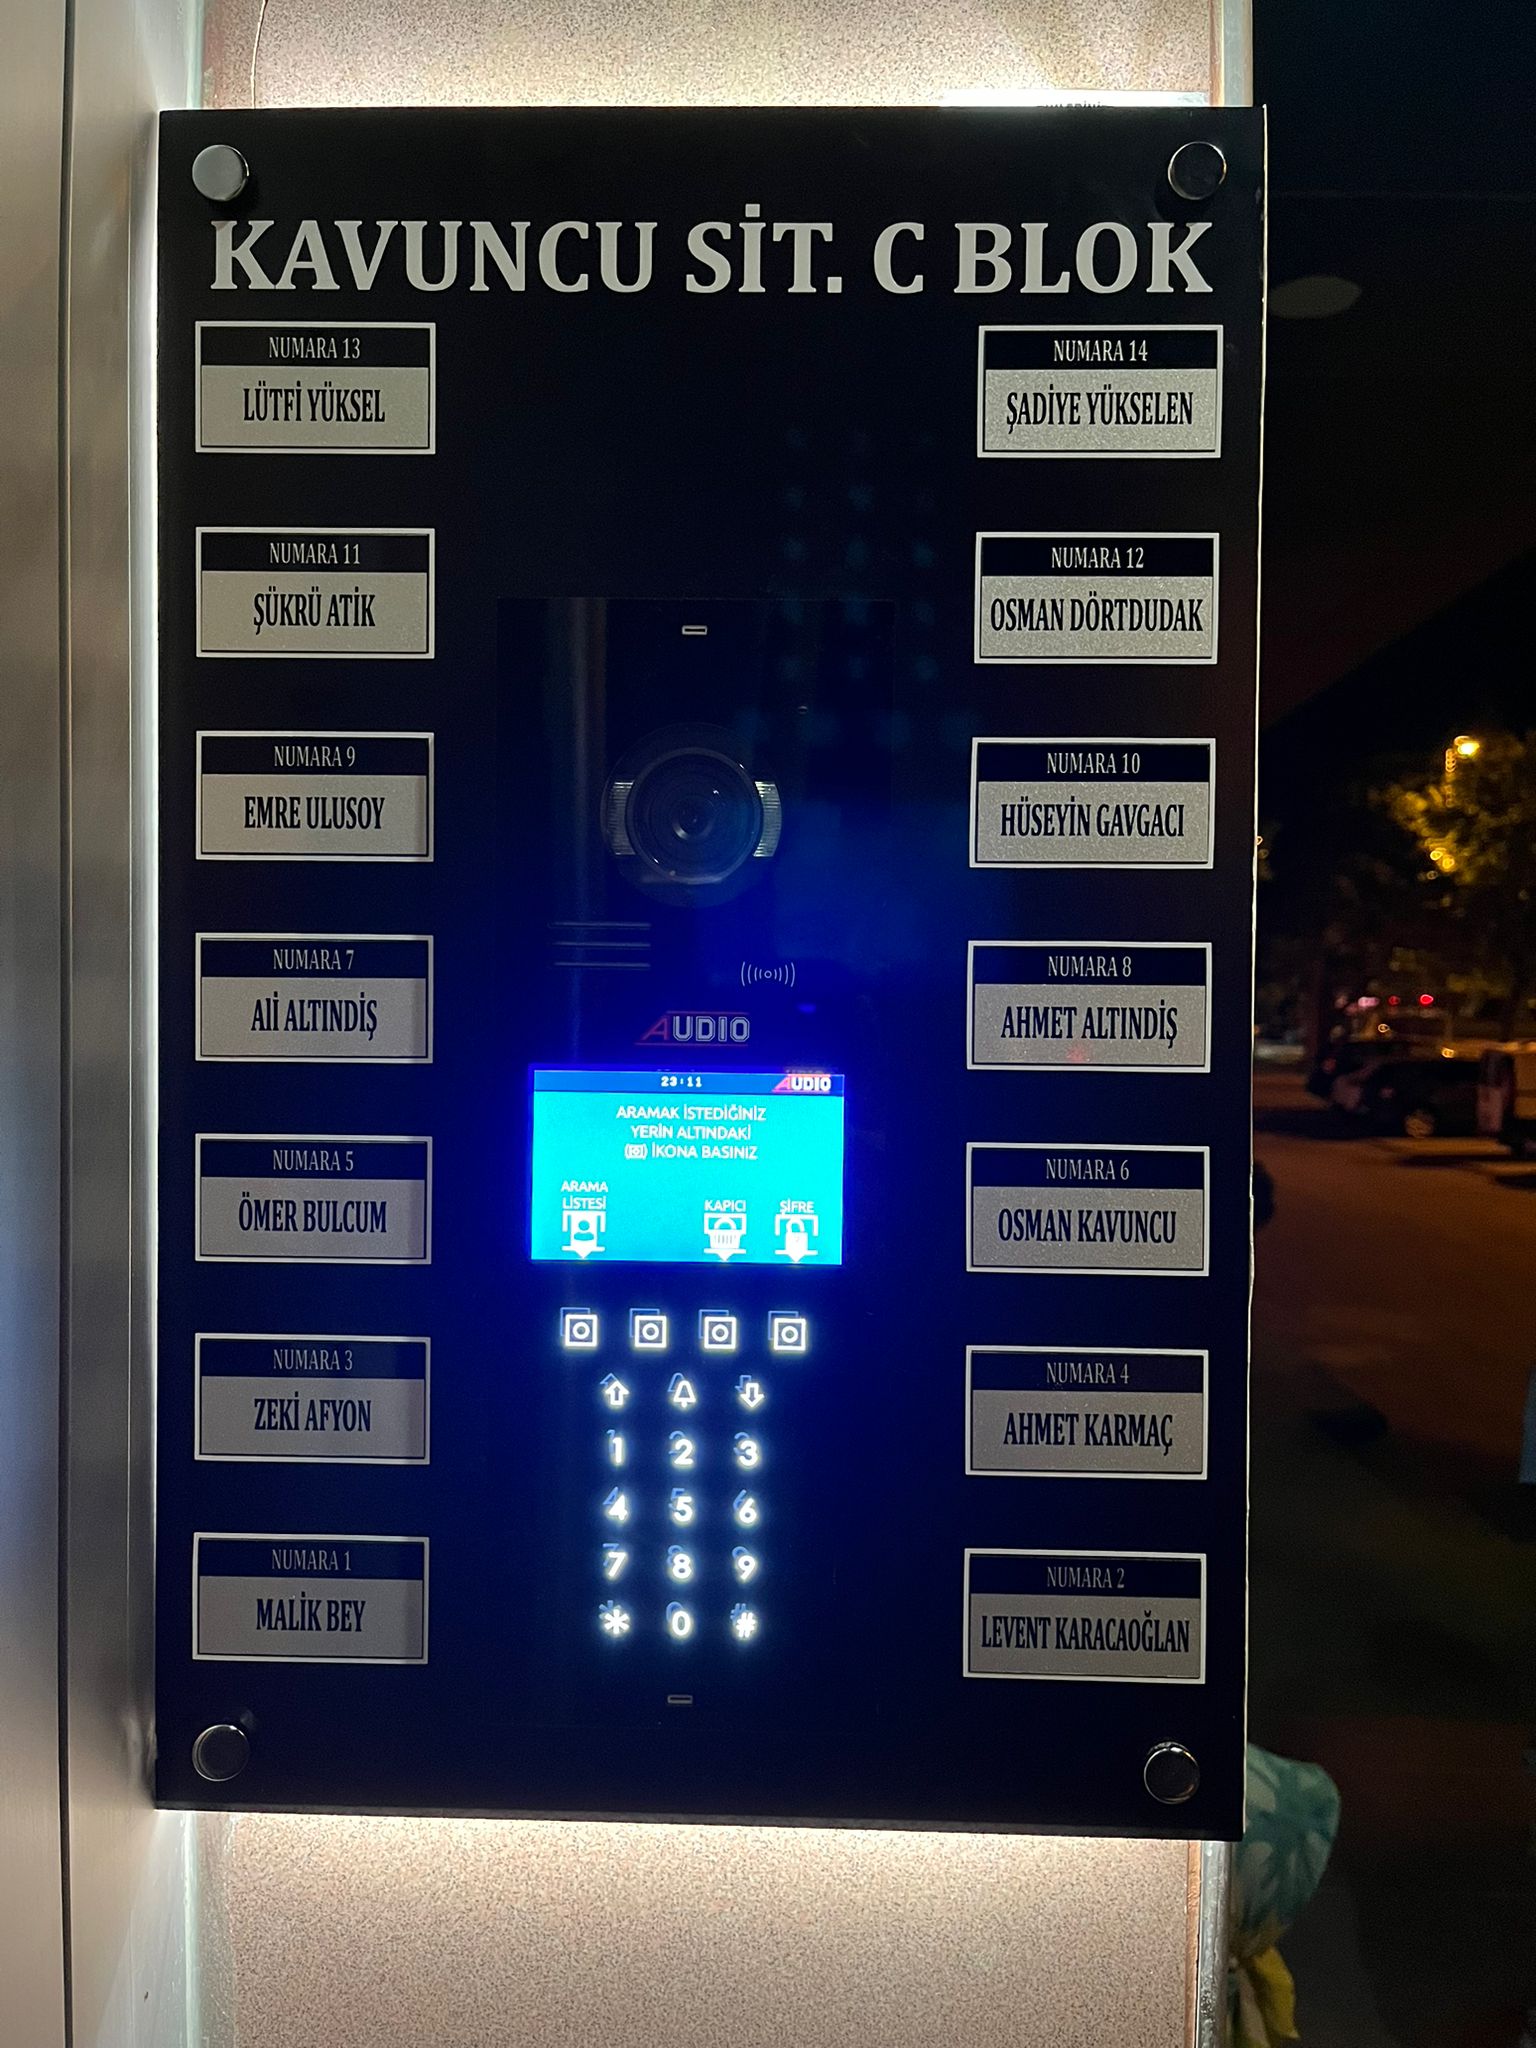 KAVUNCU SİT. C BLOK
NUMARA 13
LÜTFİ YÜKSEL
NUMARA 14
ŞADİYE YÜKSELEN
NUMARA 11
ŞÜKRÜ ATİK
NUMARA 12
OSMAN DÖRTDUDAK
NUMARA 9
EMRE ULUSOY
NUMARA 10
HÜSEYİN GAVGACI
NUMARA 7
Alİ ALTINDİŞ
NUMARA 8
AHMET ALTINDİŞ
NUMARA 5
ÖMER BULCUM
NUMARA 6
OSMAN KAVUNCU
NUMARA 3
ZEKİ AFYON
NUMARA 4
AHMET KARMAÇ
NUMARA 1
MALİK BEY
NUMARA 2
LEVENT KARACAOĞLAN
AUDIO
23:11
AUDIO
ARAMAK İSTEDİĞİNİZ
YERİN ALTINDAKİ
İKONA BASINIZ
ARAMA
LİSTESİ
KAPICI
ŞİFRE
1 2 3
4 5 6
7 8 9
* 0 #